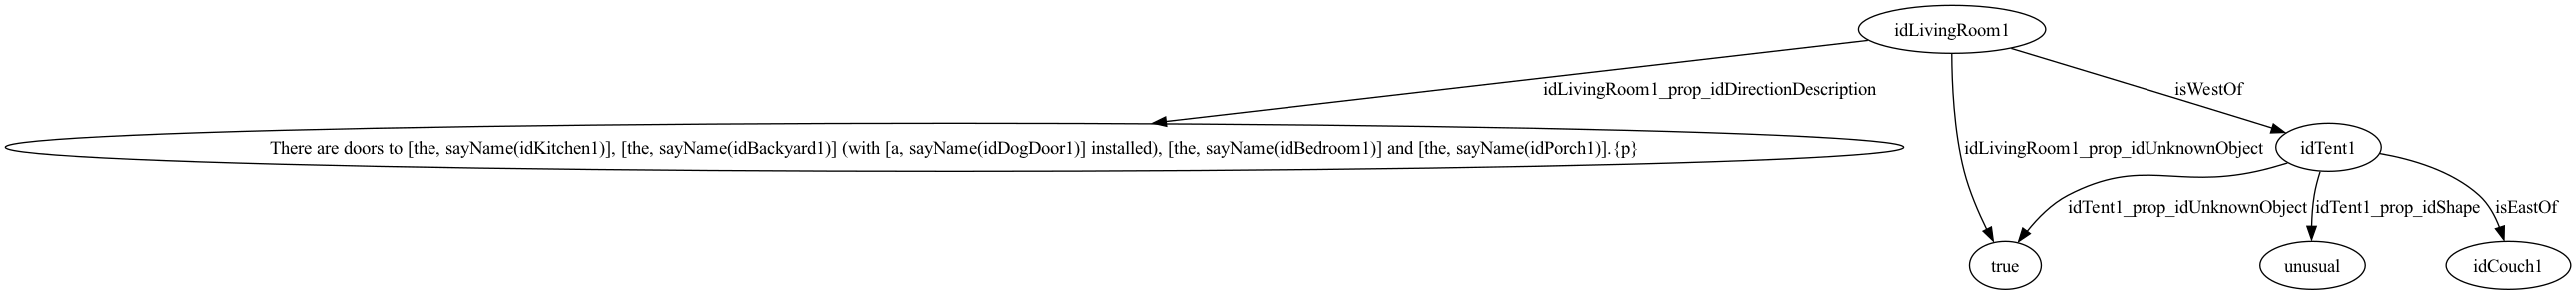 idLivingRoom1
idLivingRoom1_prop_idDirectionDescription
isWestOf
There are doors to [the, sayName(idKitchen1)], [the, sayName(idBackyard1)] (with [a, sayName(idDogDoor1)] installed), [the, sayName(idBedroom1)] and [the, sayName(idPorch1)].{p}
idLivingRoom1_prop_idUnknownObject
idTent1
idTent1_prop_idUnknownObject
idTent1_prop_idShape
isEastOf
true
unusual
idCouch1